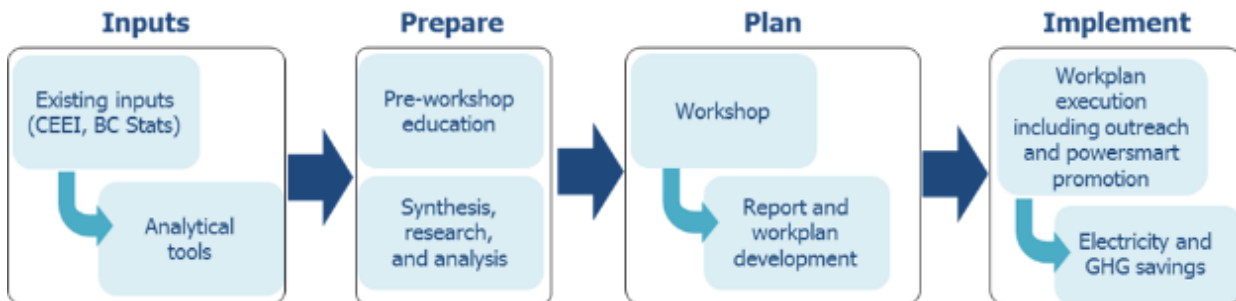 Inputs
Prepare
Plan
Implement
Existing inputs
(CEEI, BC Stats)
Analytical
tools
Pre-workshop
education
Synthesis,
research,
and analysis
Workshop
Report and
workplan
development
Workplan
execution
including outreach
and powersmart
promotion
Electricity and
GHG savings